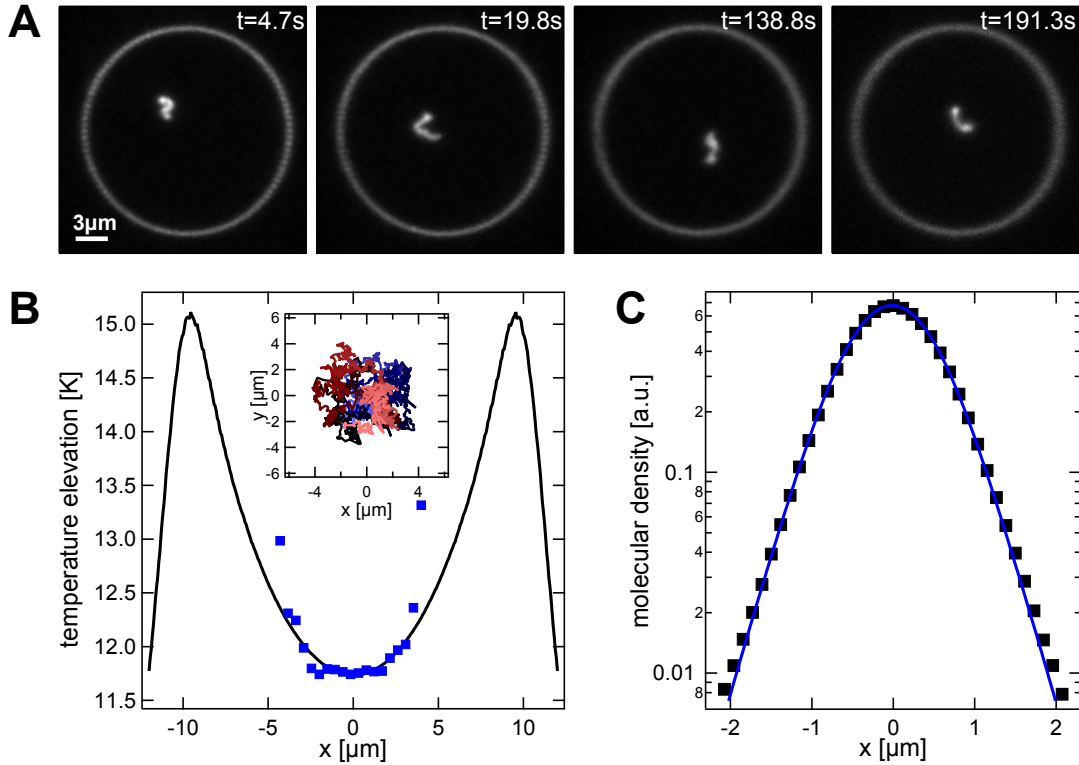 A
t=4.7s
t=19.8s
t=138.8s
t=191.3s
3µm
B
temperature elevation [K]
15.0
14.5
14.0
13.5
13.0
12.5
12.0
11.5
-10
-5
0
5
10
x [µm]
y [µm]
6
4
2
0
-2
-4
-6
-4
0
4
x [µm]
C
molecular density [a.u.]
6
4
2
0.1
8
6
4
2
0.01
8
-2
-1
0
1
2
x [µm]